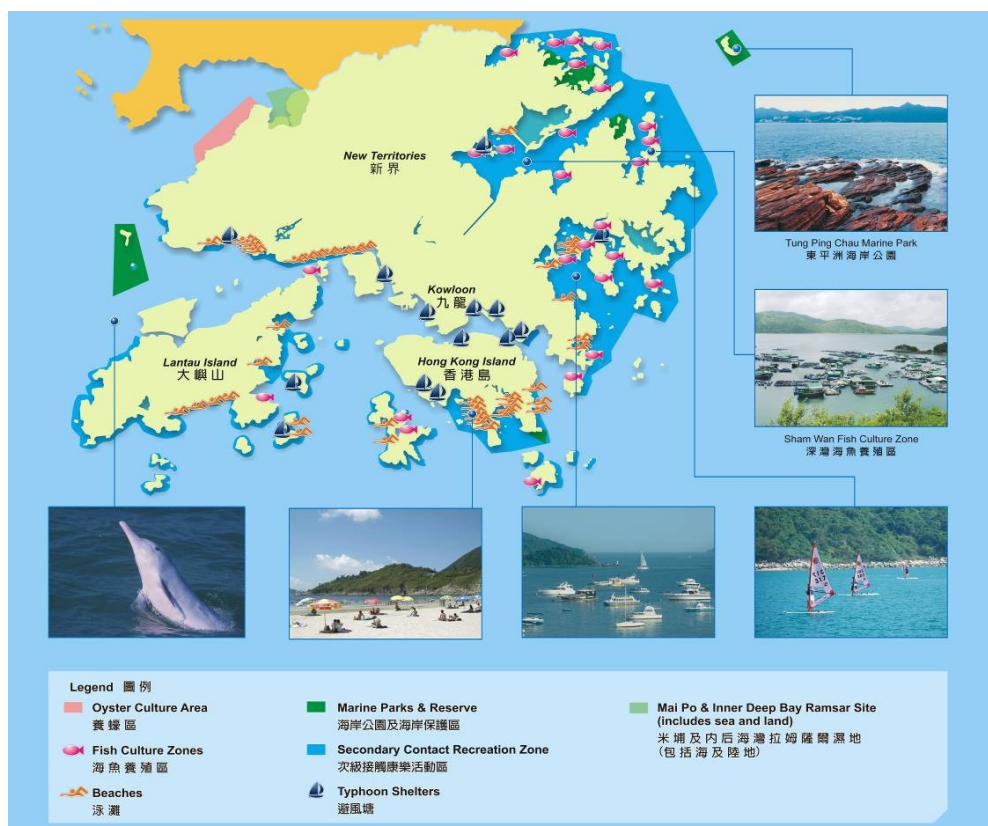 New Territories
新界
Kowloon
九龍
Lantau Island
大嶼山
Hong Kong Island
香港島
Tung Ping Chau Marine Park
東平洲海岸公園
Sham Wan Fish Culture Zone
深灣海魚養殖區
Legend 圖例
Oyster Culture Area
養蠔區
Fish Culture Zones
海魚養殖區
Beaches
泳灘
Marine Parks & Reserve
海岸公園及海岸保護區
Secondary Contact Recreation Zone
次級接觸康樂活動區
Typhoon Shelters
避風塘
Mai Po & Inner Deep Bay Ramsar Site
(includes sea and land)
米埔及内后海灣拉姆薩爾濕地
(包括海及陸地)